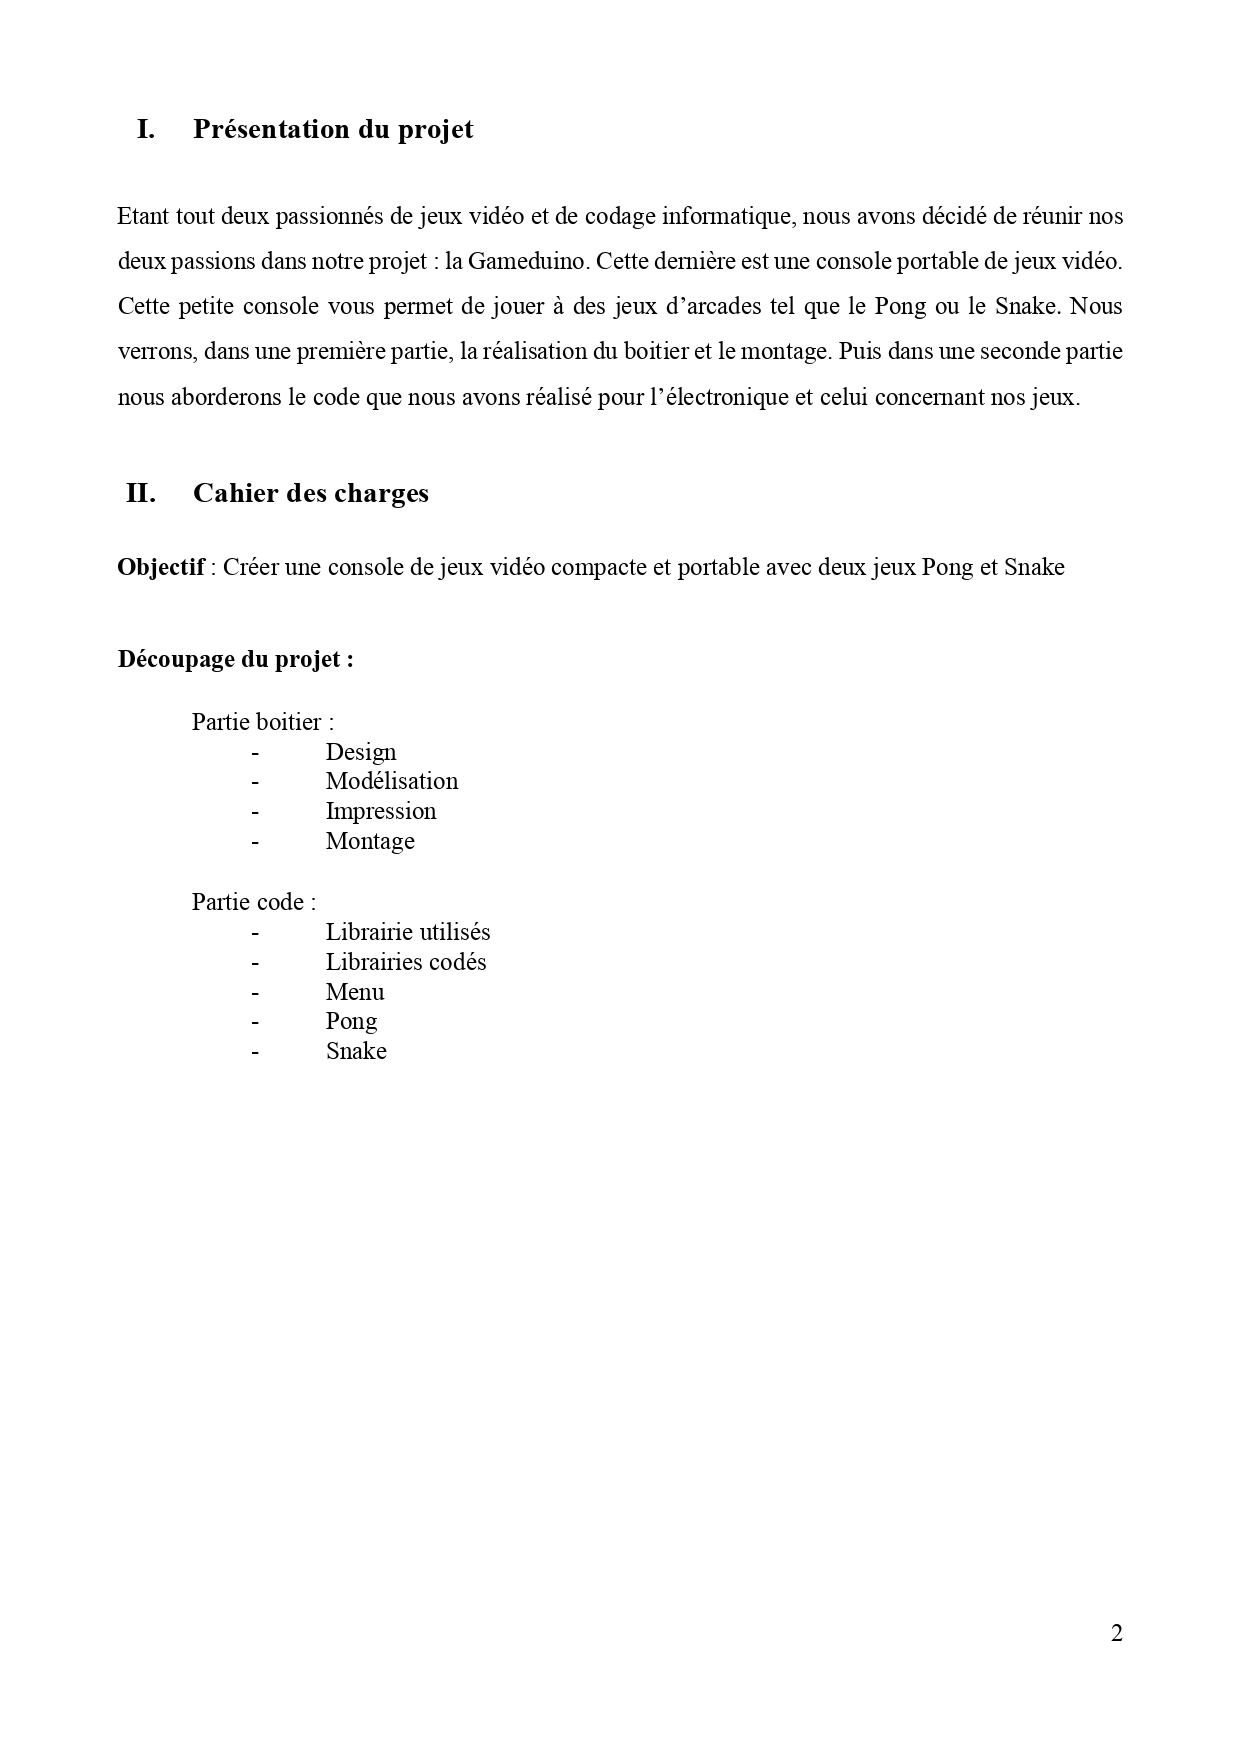 I. Présentation du projet
Etant tout deux passionnés de jeux vidéo et de codage informatique, nous avons décidé de réunir nos
deux passions dans notre projet : la Gameduino. Cette dernière est une console portable de jeux vidéo.
Cette petite console vous permet de jouer à des jeux d’arcades tel que le Pong ou le Snake. Nous
verrons, dans une première partie, la réalisation du boitier et le montage. Puis dans une seconde partie
nous aborderons le code que nous avons réalisé pour l’électronique et celui concernant nos jeux.
II. Cahier des charges
Objectif : Créer une console de jeux vidéo compacte et portable avec deux jeux Pong et Snake
Découpage du projet :
Partie boitier :
- Design
- Modélisation
- Impression
- Montage
Partie code :
- Librairie utilisés
- Librairies codés
- Menu
- Pong
- Snake
2